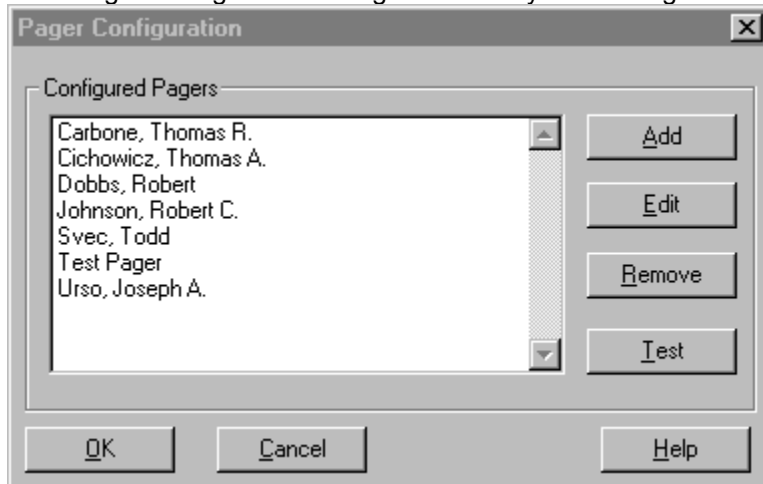 Pager Configuration
Configured Pagers
Carbone, Thomas R.
Cichowicz, Thomas A.
Dobbs, Robert
Johnson, Robert C.
Svec, Todd
Test Pager
Urso, Joseph A.
Add
Edit
Remove
Test
OK
Cancel
Help